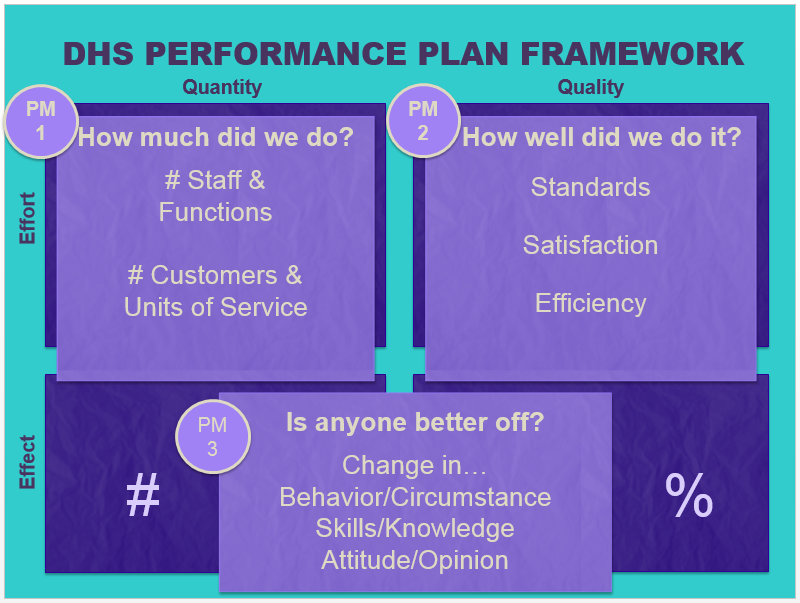 DHS PERFORMANCE PLAN FRAMEWORK
Quantity
Quality
PM
1
How much did we do?
# Staff &
Functions
# Customers &
Units of Service
PM
2
How well did we do it?
Standards
Satisfaction
Efficiency
Effort
Effect
#
PM
3
Is anyone better off?
Change in…
Behavior/Circumstance
Skills/Knowledge
Attitude/Opinion
%